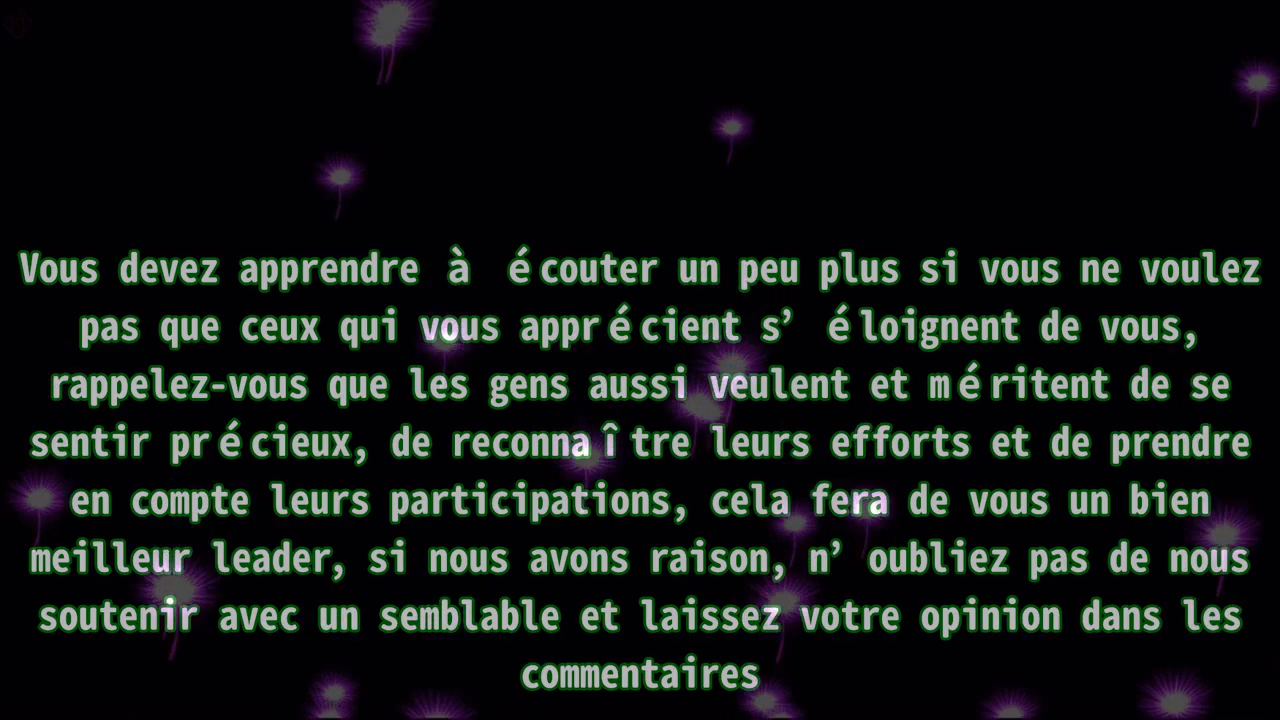 Vous devez apprendre à écouter un peu plus si vous ne voulez
pas que ceux qui vous apprécient s’éloignent de vous,
rappelez-vous que les gens aussi veulent et méritent de se
sentir précieux, de reconnaître leurs efforts et de prendre
en compte leurs participations, cela fera de vous un bien
meilleur leader, si nous avons raison, n’oubliez pas de nous
soutenir avec un semblable et laissez votre opinion dans les
commentaires